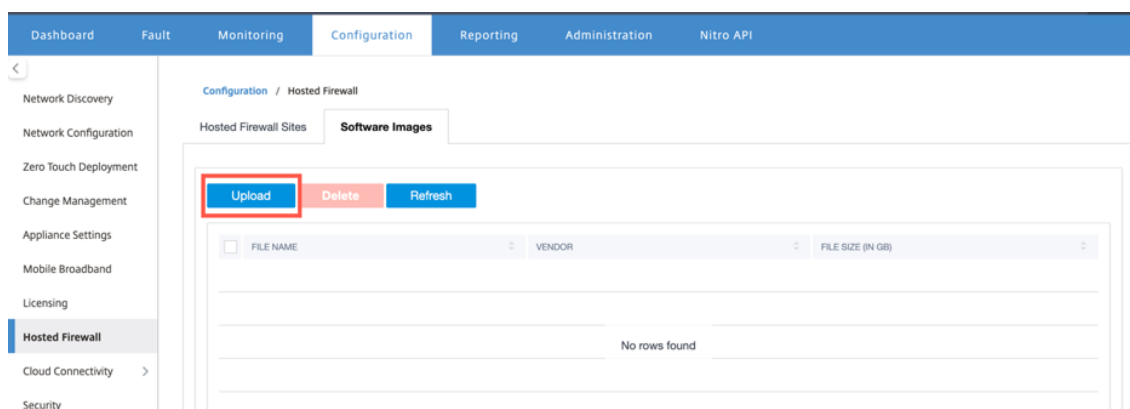 Dashboard Fault Monitoring Configuration Reporting Administration Nitro API
<
Network Discovery
Network Configuration
Zero Touch Deployment
Change Management
Appliance Settings
Mobile Broadband
Licensing
Hosted Firewall
Cloud Connectivity >
Security
Configuration / Hosted Firewall
Hosted Firewall Sites Software Images
Upload Delete Refresh
FILE NAME VENDOR FILE SIZE (IN GB)
No rows found